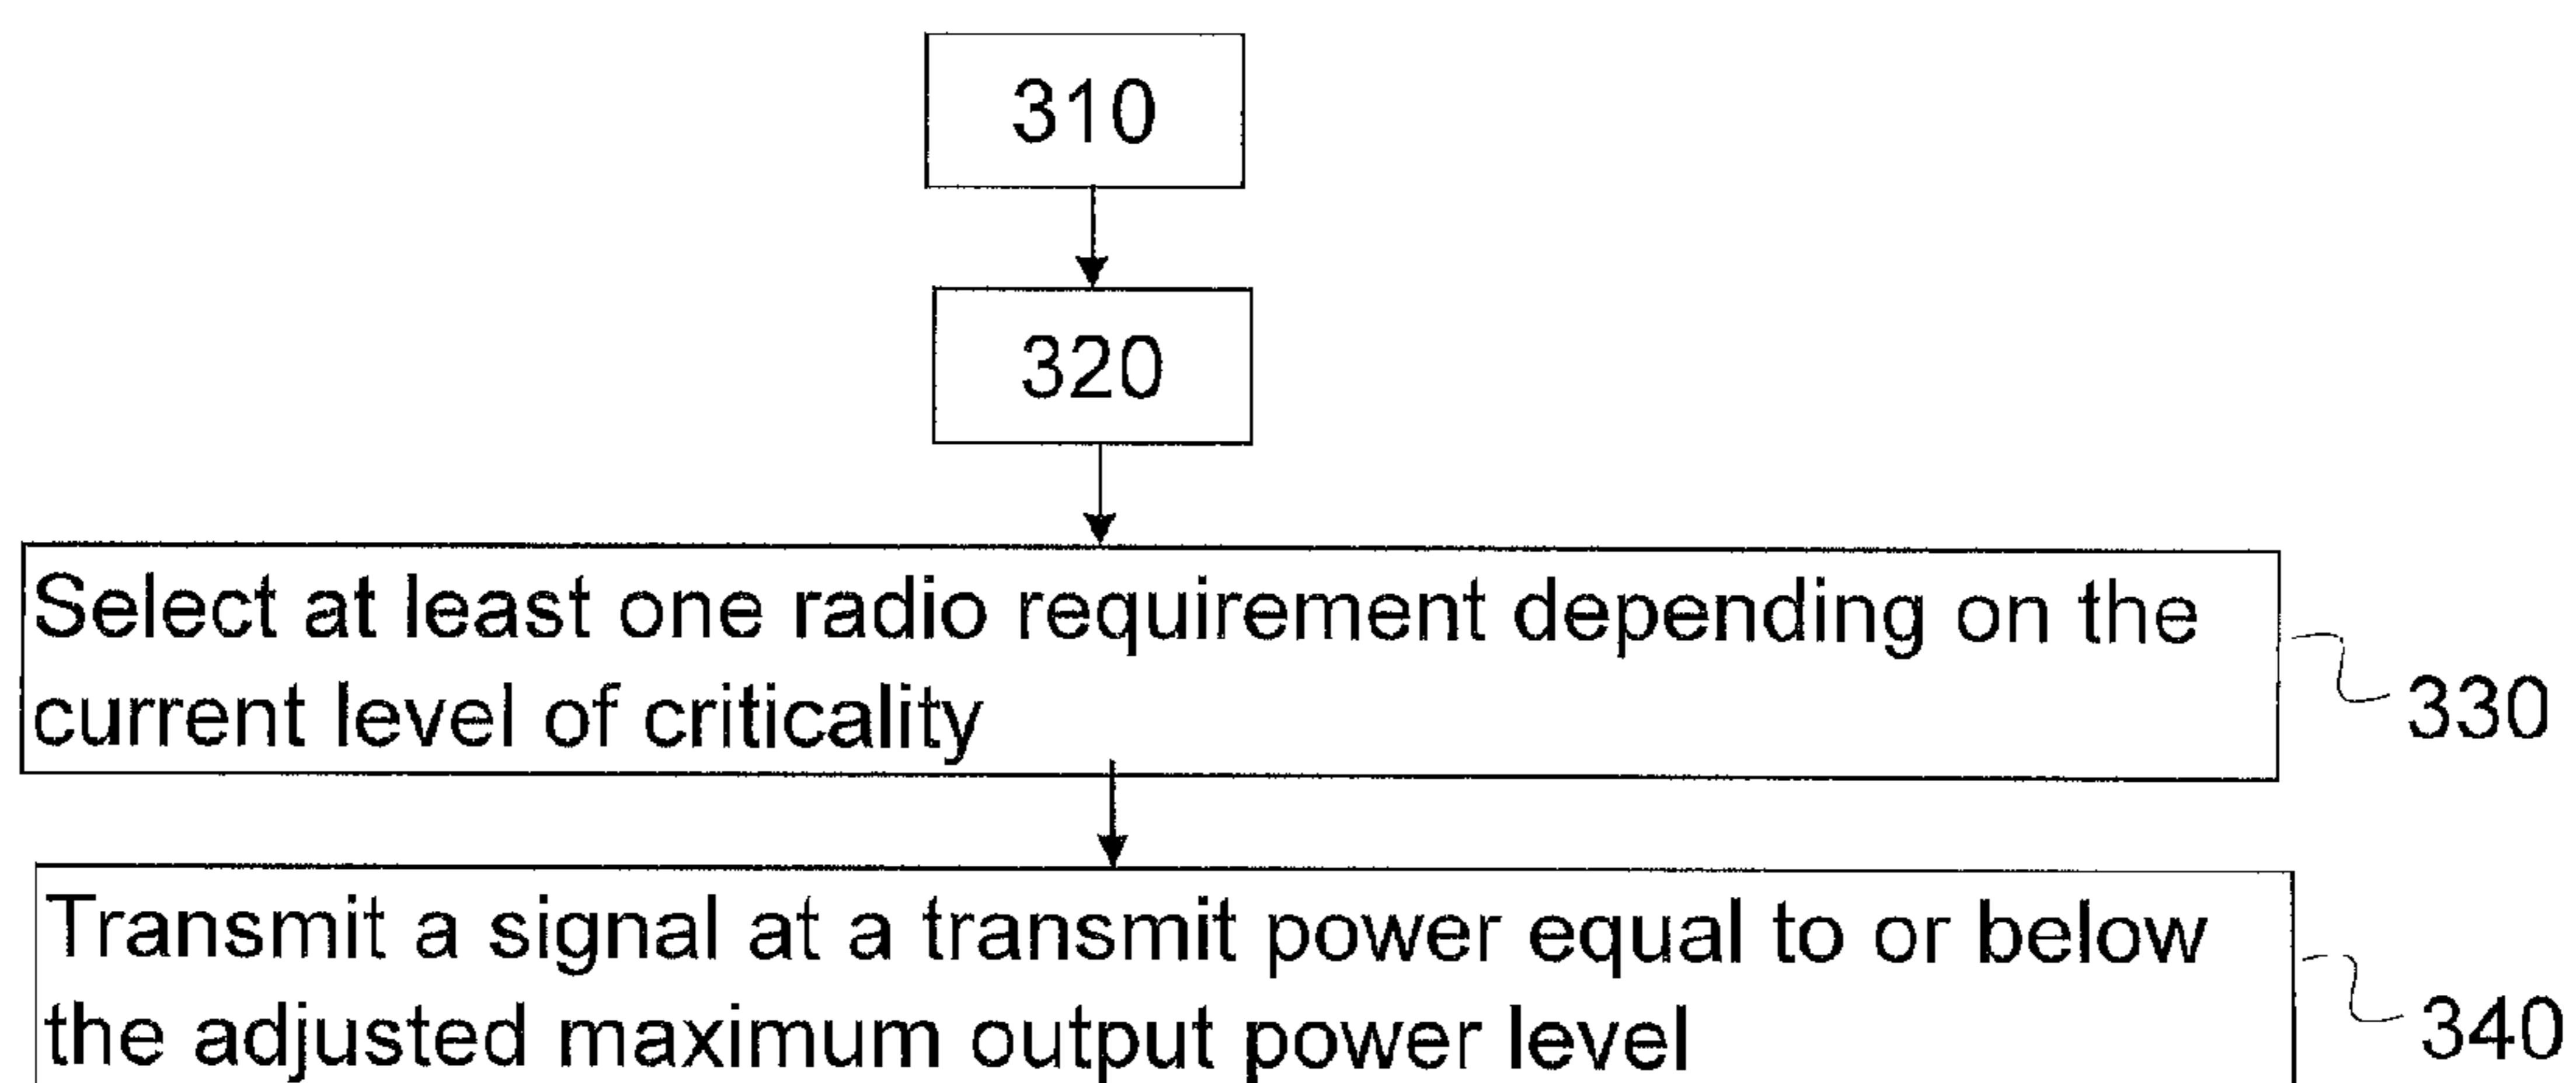 310
320
Select at least one radio requirement depending on the
current level of criticality
330
Transmit a signal at a transmit power equal to or below
the adjusted maximum output power level
340